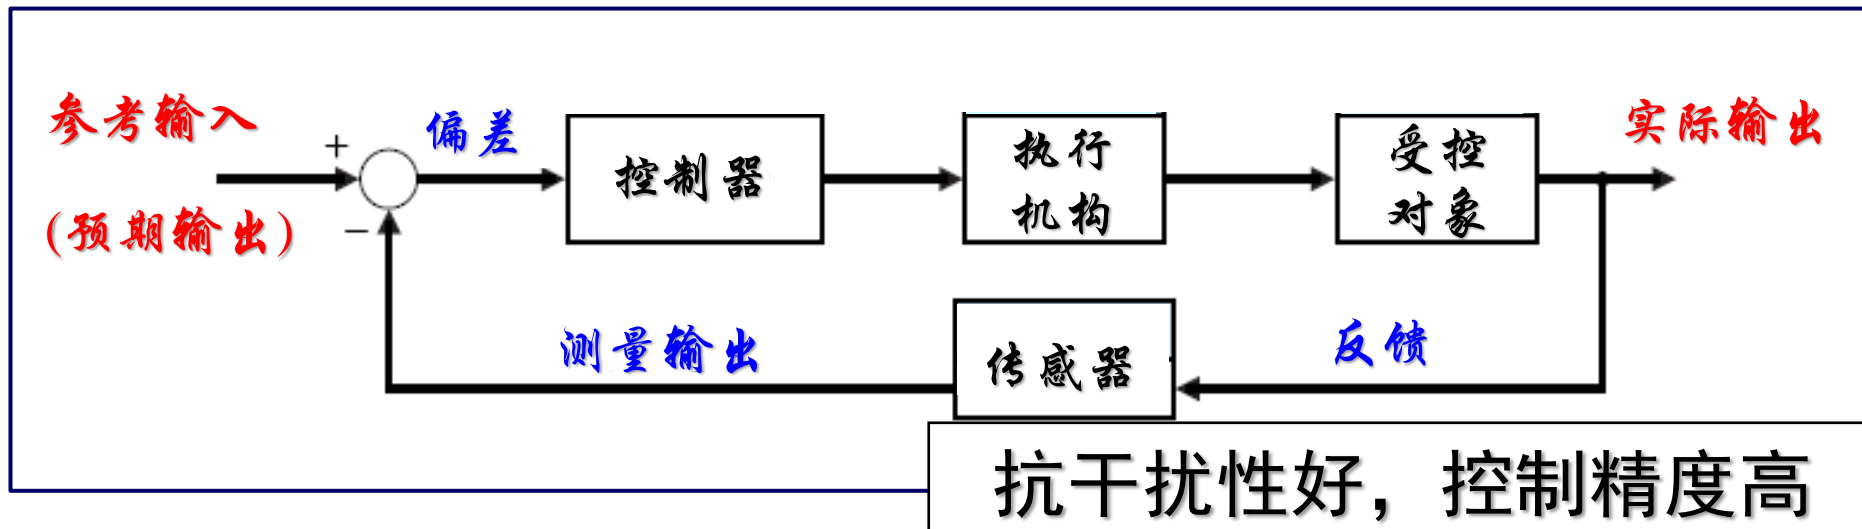 参考输入
(预期输出)
+
−
偏差
控制器
执行
机构
受控
对象
实际输出
测量输出
传感器
反馈
抗干扰性好，控制精度高